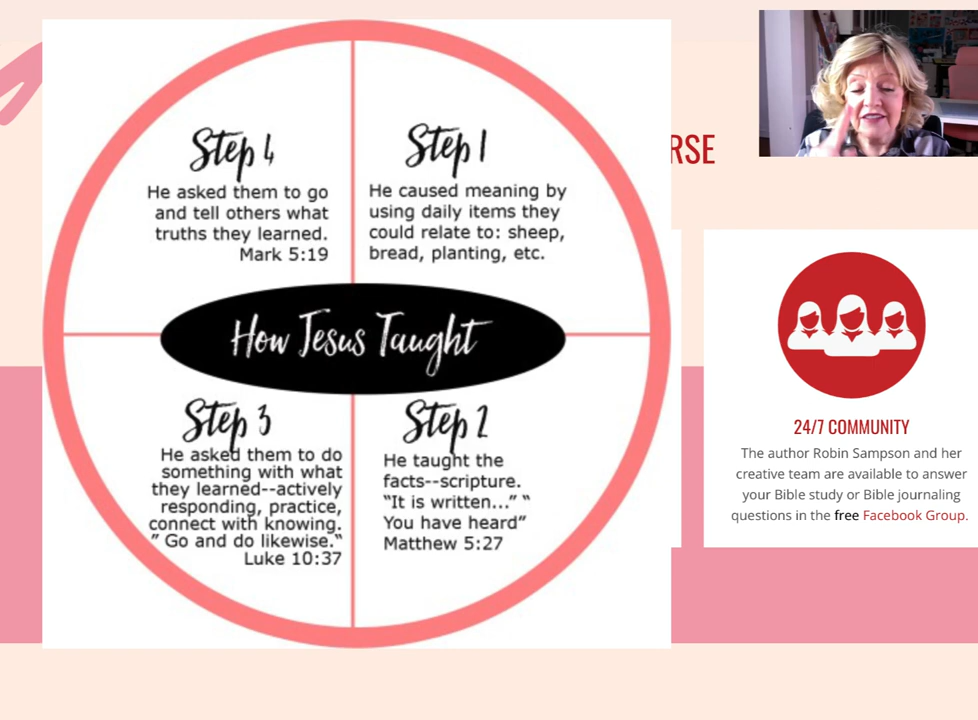 Step 4
He asked them to go
and tell others what
truths they learned.
Mark 5:19
Step 1
He caused meaning by
using daily items they
could relate to: sheep,
bread, planting, etc.
How Jesus Taught
Step 3
He asked them to do
something with what
they learned--actively
responding, practice,
connect with knowing.
” Go and do likewise.“
Luke 10:37
Step 2
He taught the
facts--scripture.
“It is written...” “
You have heard”
Matthew 5:27
RSE
24/7 COMMUNITY
The author Robin Sampson and her
creative team are available to answer
your Bible study or Bible journaling
questions in the free Facebook Group.